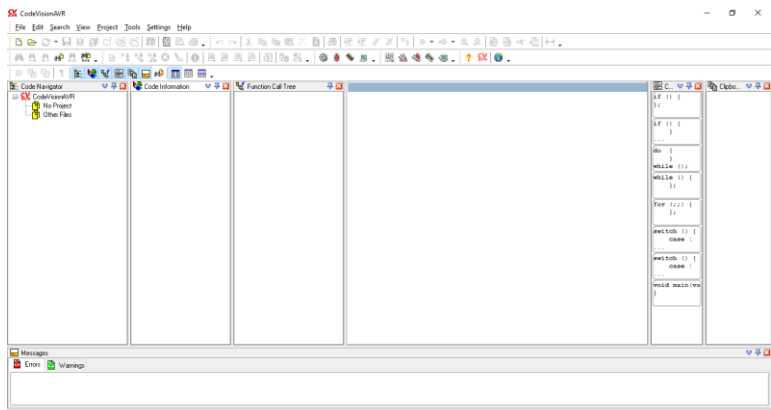 CodeVisionAVR
File Edit Search View Project Tools Settings Help
Code Navigator
CodeVisionAVR
No Project
Other Files
Code Information
Function Call Tree
C...
if () {
};
if () {
}
...
do {
}
while ();
while () {
};
for (;;) {
};
switch () {
case :
...
switch () {
case :
...
void main(vo
}
Clipbo...
Messages
Errors Warnings